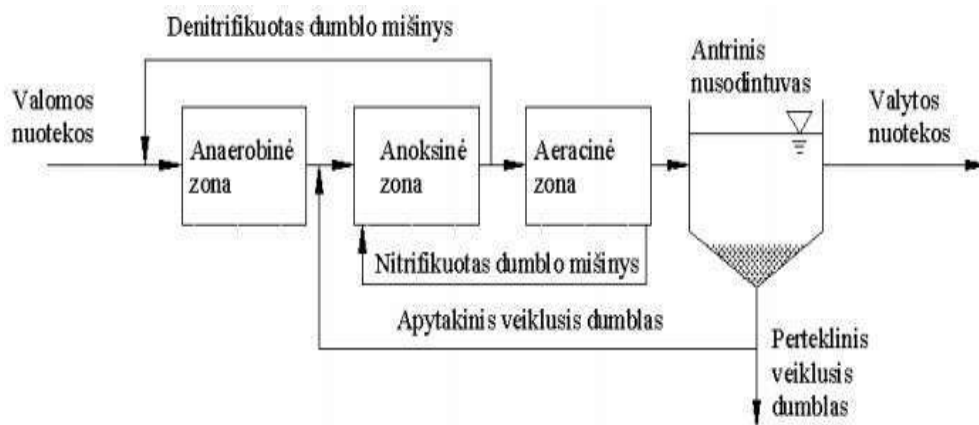 Denitrifikuotas dumblo mišinys
Antrinis
nusodintuvas
Valomos
nuotekos
Valytos
nuotekos
Anaerobinė
zona
Anoksinė
zona
Aeracinė
zona
Nitrifikuotas dumblo mišinys
Apytakinis veiklusis dumblas
Perteklinis
veiklusis
dumblas